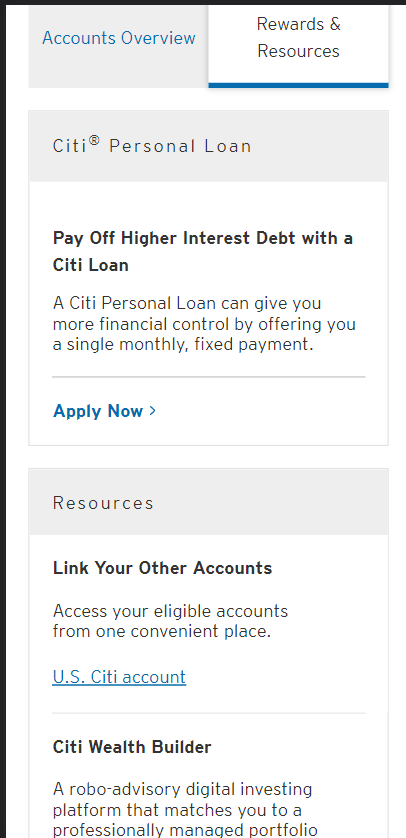 Accounts Overview
Rewards &
Resources
Citi® Personal Loan
Pay Off Higher Interest Debt with a
Citi Loan
A Citi Personal Loan can give you
more financial control by offering you
a single monthly, fixed payment.
Apply Now >
Resources
Link Your Other Accounts
Access your eligible accounts
from one convenient place.
U.S. Citi account
Citi Wealth Builder
A robo-advisory digital investing
platform that matches you to a
professionally managed portfolio